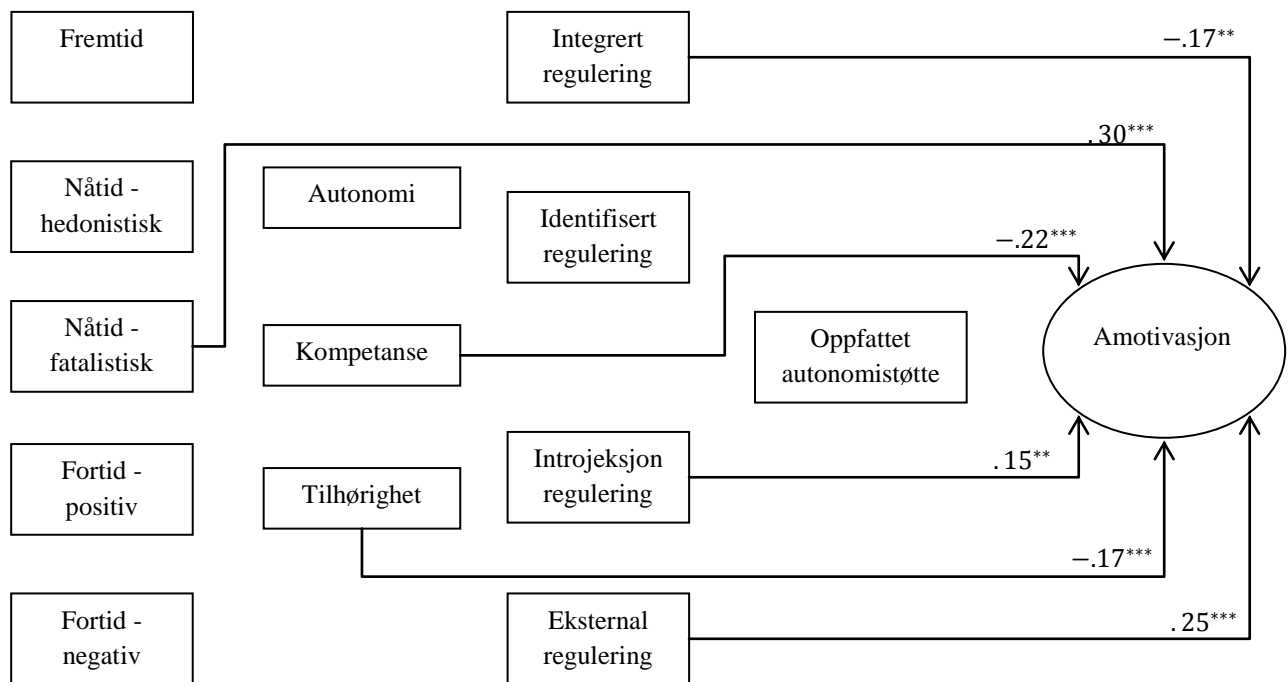 Fremtid
Integrert
regulering
−.17**
.30***
Nåtid -
hedonistisk
Autonomi
Identifisert
regulering
−.22***
Nåtid -
fatalistisk
Kompetanse
Oppfattet
autonomistøtte
Amotivasjon
Fortid -
positiv
Tilhørighet
Introjeksjon
regulering
.15**
−.17***
Fortid -
negativ
Eksternal
regulering
.25***